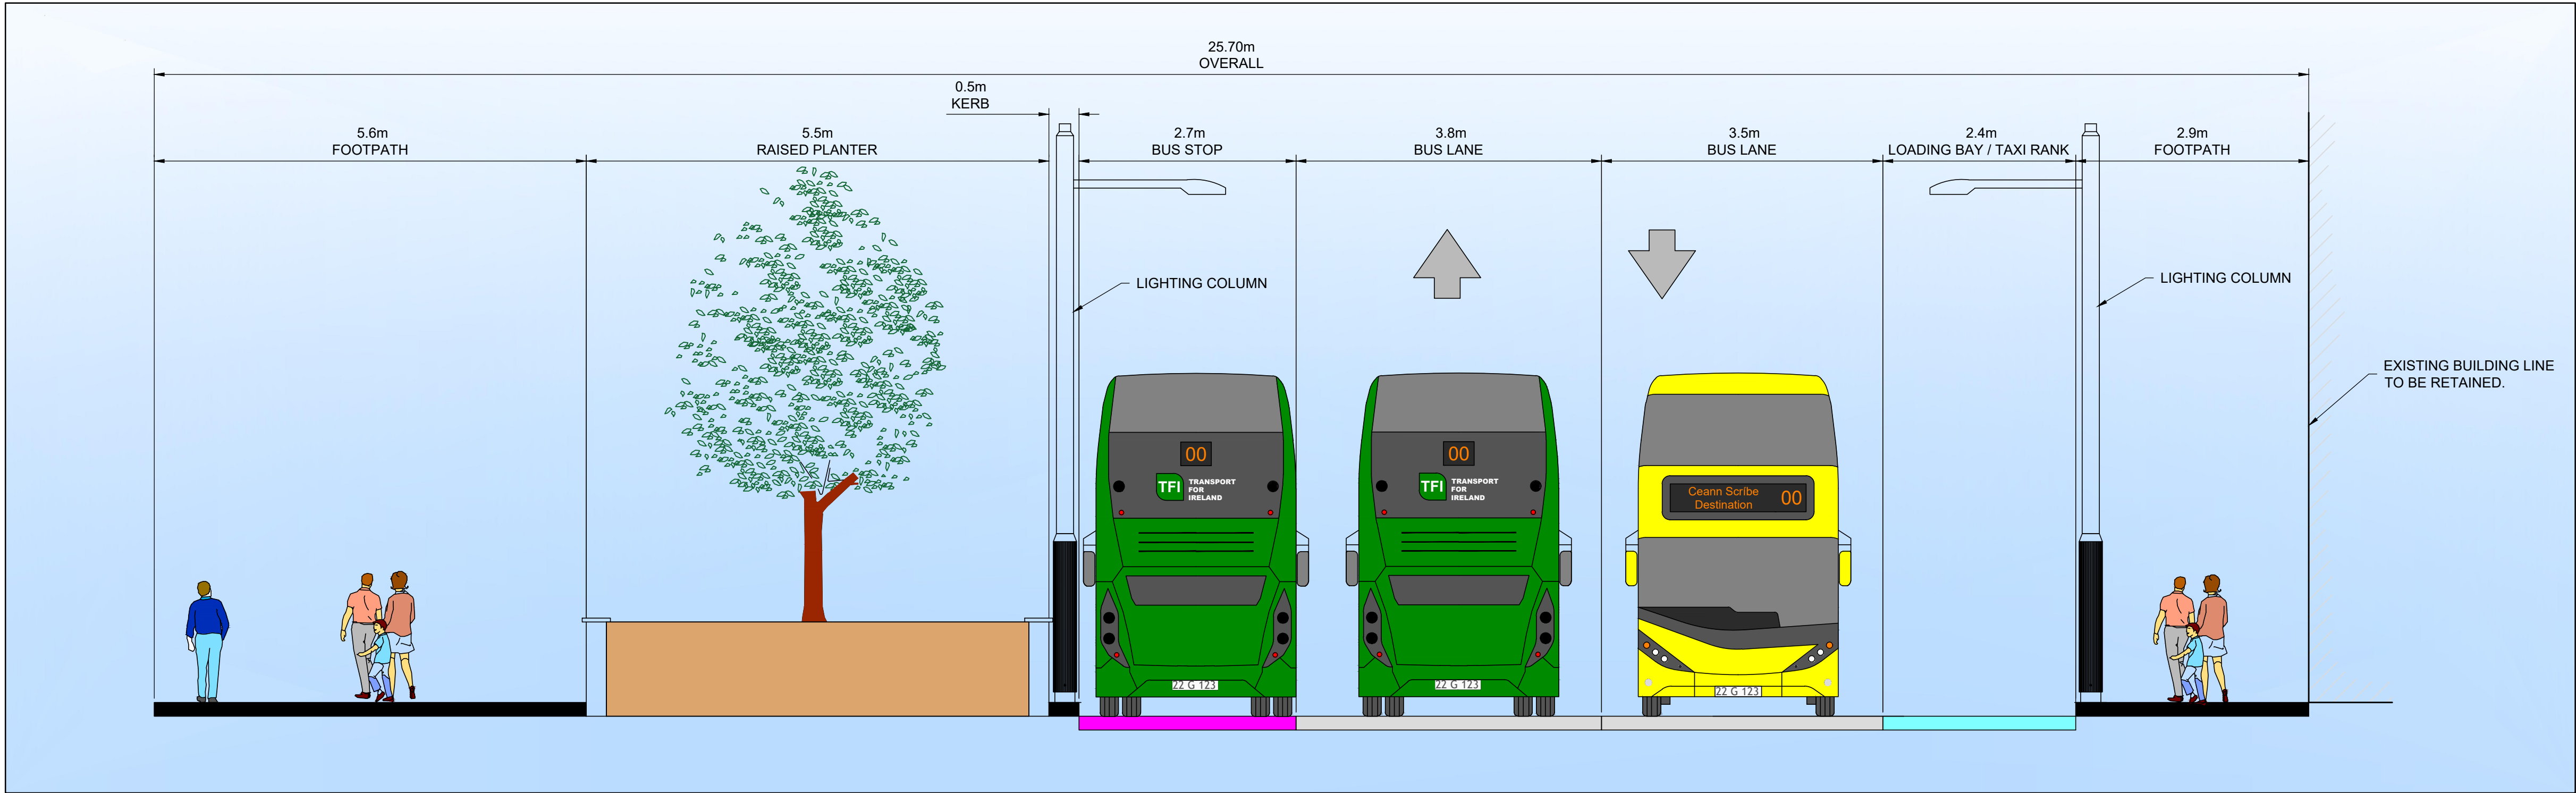 25.70m
OVERALL
0.5m
KERB
5.6m
FOOTPATH
5.5m
RAISED PLANTER
2.7m
BUS STOP
3.8m
BUS LANE
3.5m
BUS LANE
2.4m
LOADING BAY / TAXI RANK
2.9m
FOOTPATH
LIGHTING COLUMN
LIGHTING COLUMN
EXISTING BUILDING LINE
TO BE RETAINED.
00
TFI
TRANSPORT
FOR
IRELAND
22 G 123
00
TFI
TRANSPORT
FOR
IRELAND
22 G 123
Ceann Scríbe
Destination
00
22 G 123